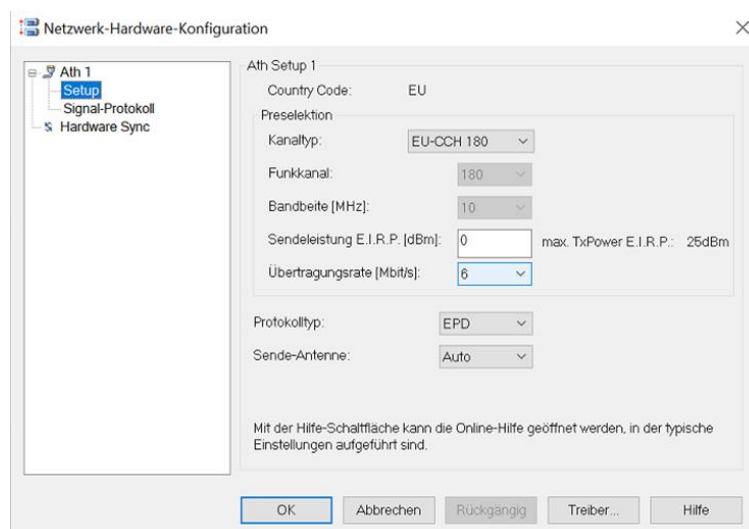 Netzwerk-Hardware-Konfiguration
Ath 1
Setup
Signal-Protokoll
Hardware Sync
Ath Setup 1
Country Code: EU
Preselektion
Kanaltyp: EU-CCH 180
Funkkanal: 180
Bandbeite [MHz]: 10
Sendeleistung E.I.R.P. [dBm]: 0 max. TxPower E.I.R.P.: 25dBm
Übertragungsrate [Mbit/s]: 6
Protokolltyp: EPD
Sende-Antenne: Auto
Mit der Hilfe-Schaltfläche kann die Online-Hilfe geöffnet werden, in der typische
Einstellungen aufgeführt sind.
OK Abbrechen Rückgängig Treiber... Hilfe